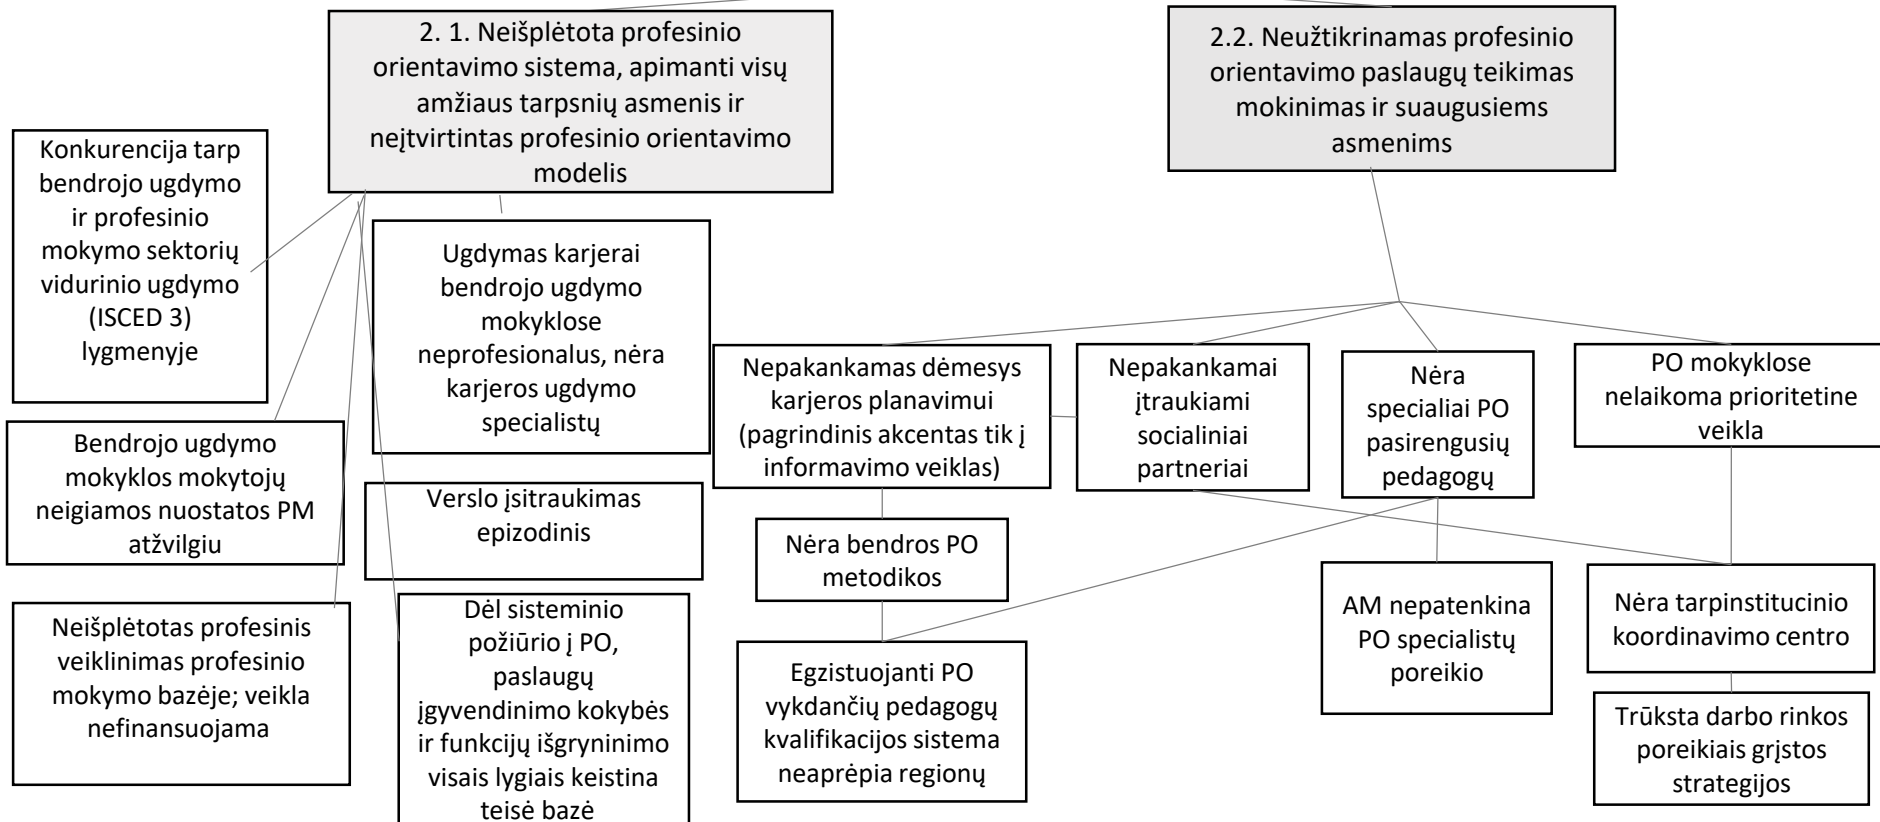 2. 1. Neišplėtota profesinio
orientavimo sistema, apimanti visų
amžiaus tarpsnių asmenis ir
neįtvirtintas profesinio orientavimo
modelis
2.2. Neužtikrinamas profesinio
orientavimo paslaugų teikimas
mokinimas ir suaugusiems
asmenims
Konkurencija tarp
bendrojo ugdymo
ir profesinio
mokymo sektorių
vidurinio ugdymo
(ISCED 3)
lygmenyje
Ugdymas karjerai
bendrojo ugdymo
mokyklose
neprofesionalus, nėra
karjeros ugdymo
specialistų
Bendrojo ugdymo
mokyklos mokytojų
neigiamos nuostatos PM
atžvilgiu
Verslo įsitraukimas
epizodinis
Neišplėtotas profesinis
veiklinimas profesinio
mokymo bazėje; veikla
nefinansuojama
Dėl sisteminio
požiūrio į PO,
paslaugų
įgyvendinimo kokybės
ir funkcijų išgryninimo
visais lygiais keistina
teisė bazė
Nepakankamas dėmesys
karjeros planavimui
(pagrindinis akcentas tik į
informavimo veiklas)
Nepakankamai
įtraukiami
socialiniai
partneriai
Nėra
specialiai PO
pasirengusių
pedagogų
PO mokyklose
nelaikoma prioritetine
veikla
Nėra bendros PO
metodikos
Egzistuojanti PO
vykdančių pedagogų
kvalifikacijos sistema
neaprėpia regionų
AM nepatenkina
PO specialistų
poreikio
Nėra tarpinstitucinio
koordinavimo centro
Trūksta darbo rinkos
poreikiais grįstos
strategijos